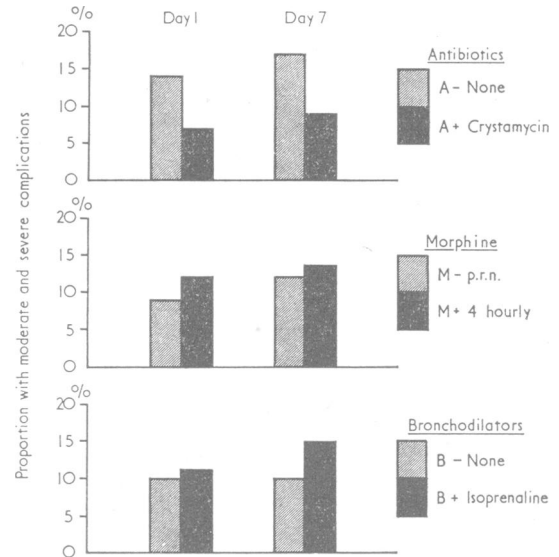 %
Day 1 Day 7
20
15
10
5
0
Antibiotics
A - None
A + Crystamycin
%
20
15
10
5
0
Morphine
M - p.r.n.
M + 4 hourly
%
20
15
10
5
0
Bronchodilators
B - None
B + Isoprenaline
Proportion with moderate and severe complications